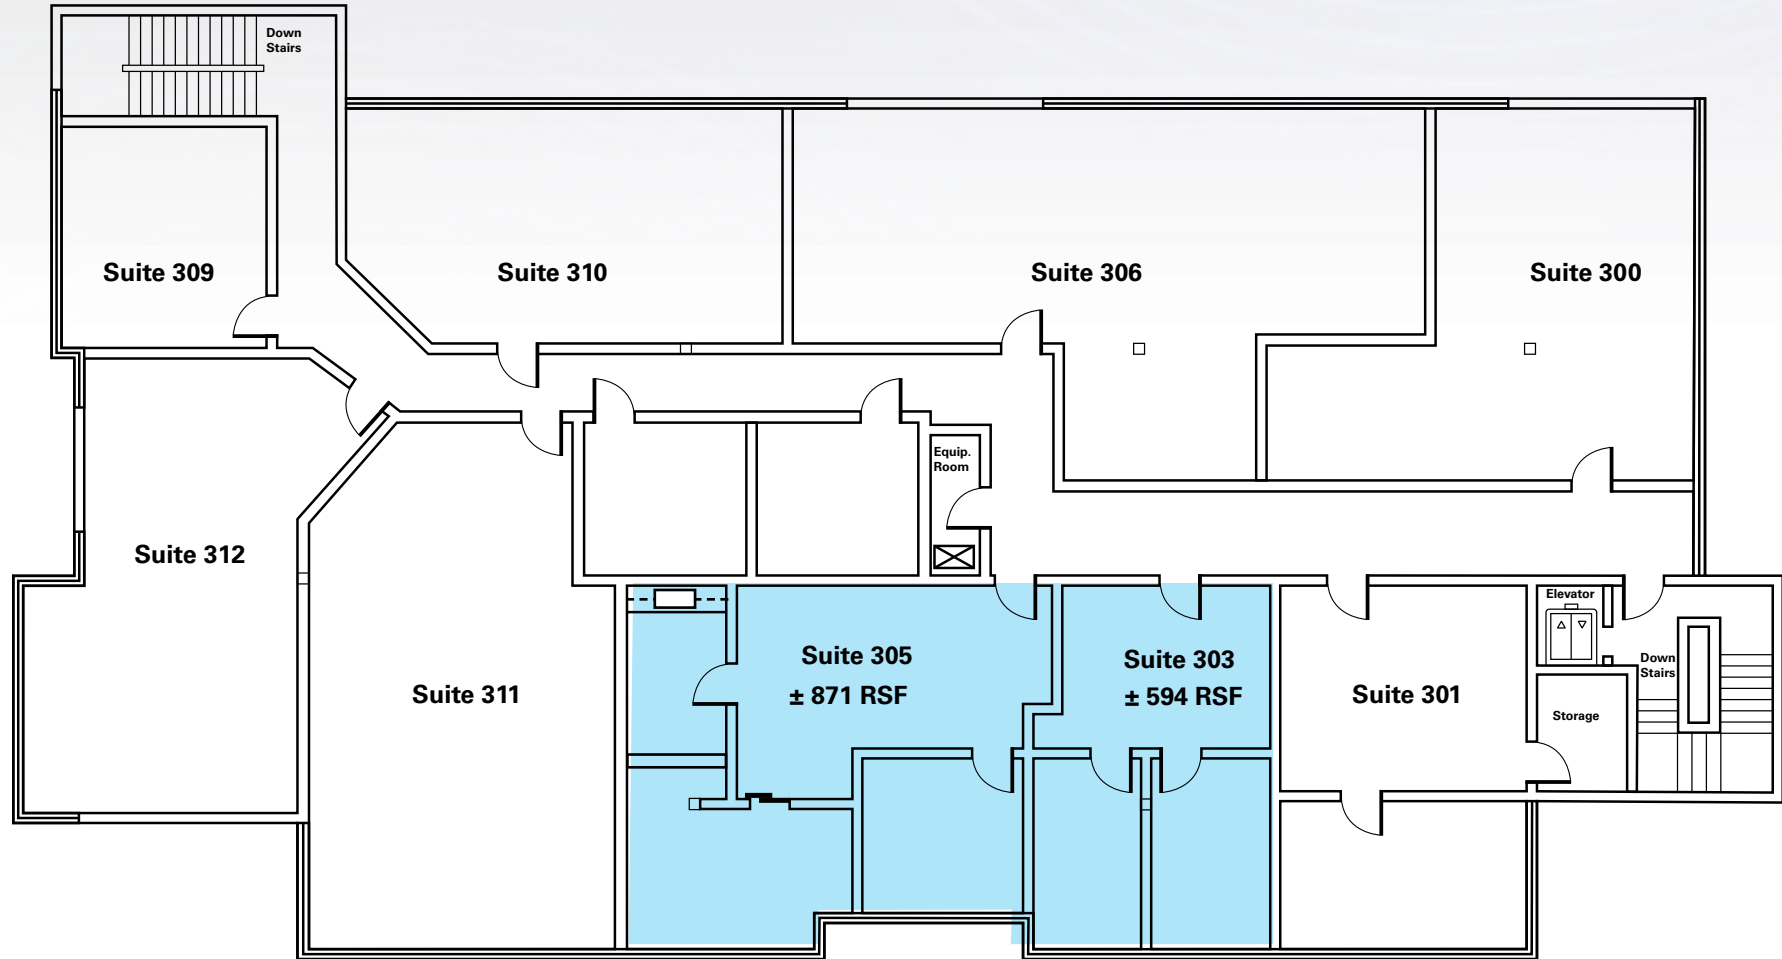 Down
Stairs
Suite 309
Suite 310
Suite 306
Suite 300
Equip.
Room
Suite 312
Suite 311
Suite 305
± 871 RSF
Suite 303
± 594 RSF
Suite 301
Elevator
Down
Stairs
Storage